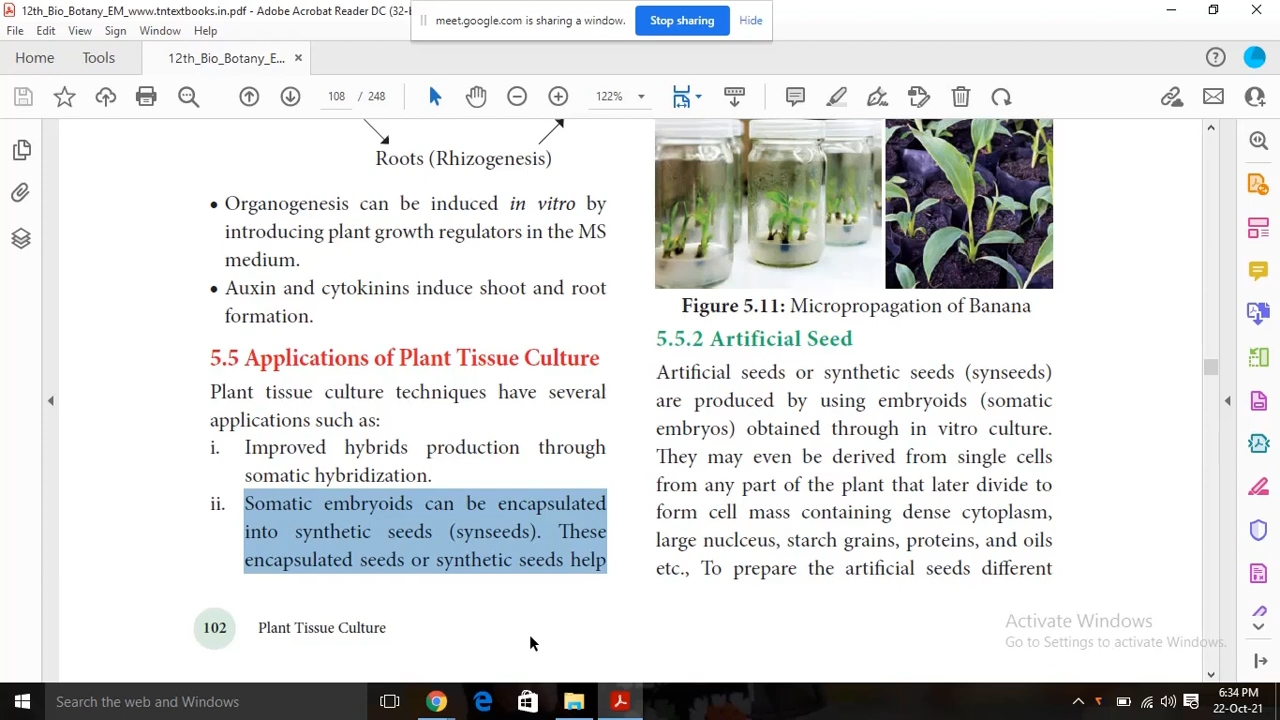 12th_Bio_Botany_EM_www.tntextbooks.in.pdf - Adobe Acrobat Reader DC (32-b
meet.google.com is sharing a window.
Stop sharing
Hide
File Edit View Sign Window Help
Home
Tools
12th_Bio_Botany_E...
108 / 248
122%
Roots (Rhizogenesis)
• Organogenesis can be induced in vitro by
introducing plant growth regulators in the MS
medium.
• Auxin and cytokinins induce shoot and root
formation.
5.5 Applications of Plant Tissue Culture
Plant tissue culture techniques have several
applications such as:
i. Improved hybrids production through
somatic hybridization.
ii. Somatic embryoids can be encapsulated
into synthetic seeds (synseeds). These
encapsulated seeds or synthetic seeds help
102 Plant Tissue Culture
Figure 5.11: Micropropagation of Banana
5.5.2 Artificial Seed
Artificial seeds or synthetic seeds (synseeds)
are produced by using embryoids (somatic
embryos) obtained through in vitro culture.
They may even be derived from single cells
from any part of the plant that later divide to
form cell mass containing dense cytoplasm,
large nuclceus, starch grains, proteins, and oils
etc., To prepare the artificial seeds different
Activate Windows
Go to Settings to activate Windows.
Search the web and Windows
6:34 PM
22-Oct-21